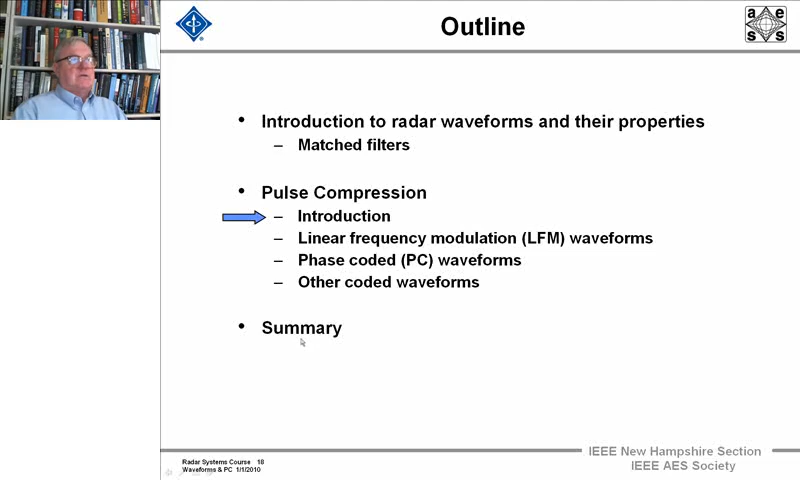 Outline
a e
s s
• Introduction to radar waveforms and their properties
– Matched filters
• Pulse Compression
– Introduction
– Linear frequency modulation (LFM) waveforms
– Phase coded (PC) waveforms
– Other coded waveforms
• Summary
Radar Systems Course 18
Waveforms & PC 1/1/2010
IEEE New Hampshire Section
IEEE AES Society